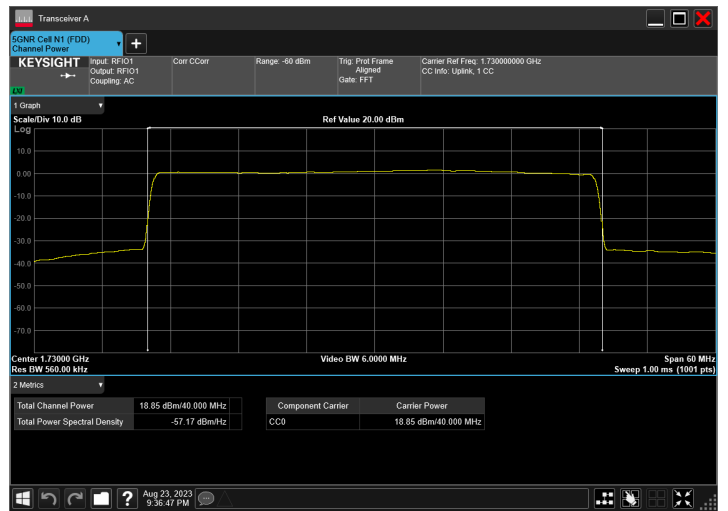 Transceiver A
5GNR Cell N1 (FDD)
Channel Power
KEYSIGHT
LXI
Input: RFIO1
Output: RFIO1
Coupling: AC
Corr CCorr
Range: -60 dBm
Trig: Prot Frame
Aligned
Gate: FFT
Carrier Ref Freq: 1.730000000 GHz
CC Info: Uplink, 1 CC
1 Graph
Scale/Div 10.0 dB
Ref Value 20.00 dBm
Log
10.0
0.00
-10.0
-20.0
-30.0
-40.0
-50.0
-60.0
-70.0
Center 1.73000 GHz
Video BW 6.0000 MHz
Span 60 MHz
Res BW 560.00 kHz
Sweep 1.00 ms (1001 pts)
2 Metrics
Total Channel Power 18.85 dBm/40.000 MHz
Total Power Spectral Density -57.17 dBm/Hz
Component Carrier Carrier Power
CC0 18.85 dBm/40.000 MHz
? Aug 23, 2023
9:36:47 PM